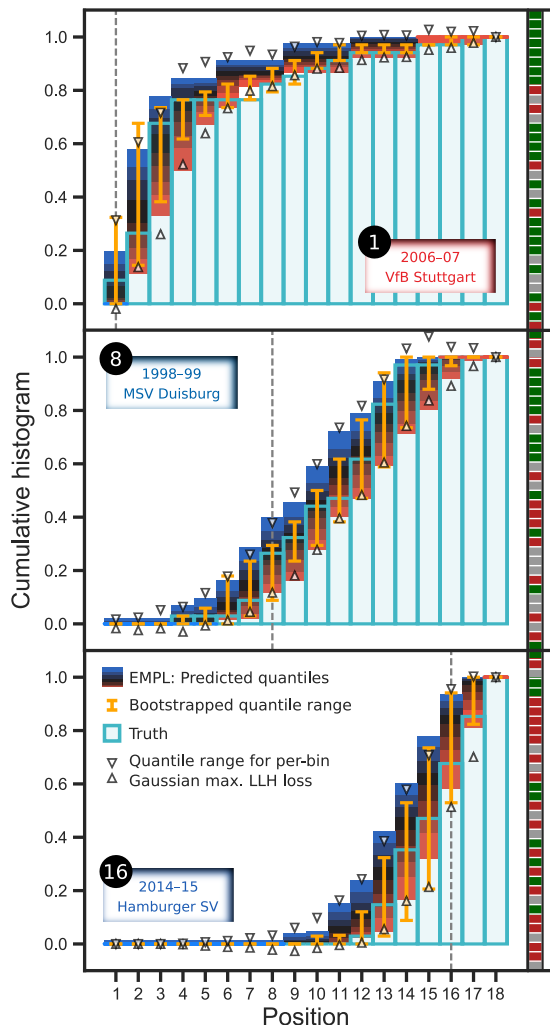 Cumulative histogram
1.0
0.8
0.6
0.4
0.2
0.0
1
2006–07
VfB Stuttgart
1.0
0.8
0.6
0.4
0.2
0.0
8
1998–99
MSV Duisburg
1.0
0.8
0.6
0.4
0.2
0.0
EMPL: Predicted quantiles
Bootstrapped quantile range
Truth
Quantile range for per-bin
Gaussian max. LLH loss
16
2014–15
Hamburger SV
1 2 3 4 5 6 7 8 9 10 11 12 13 14 15 16 17 18
Position